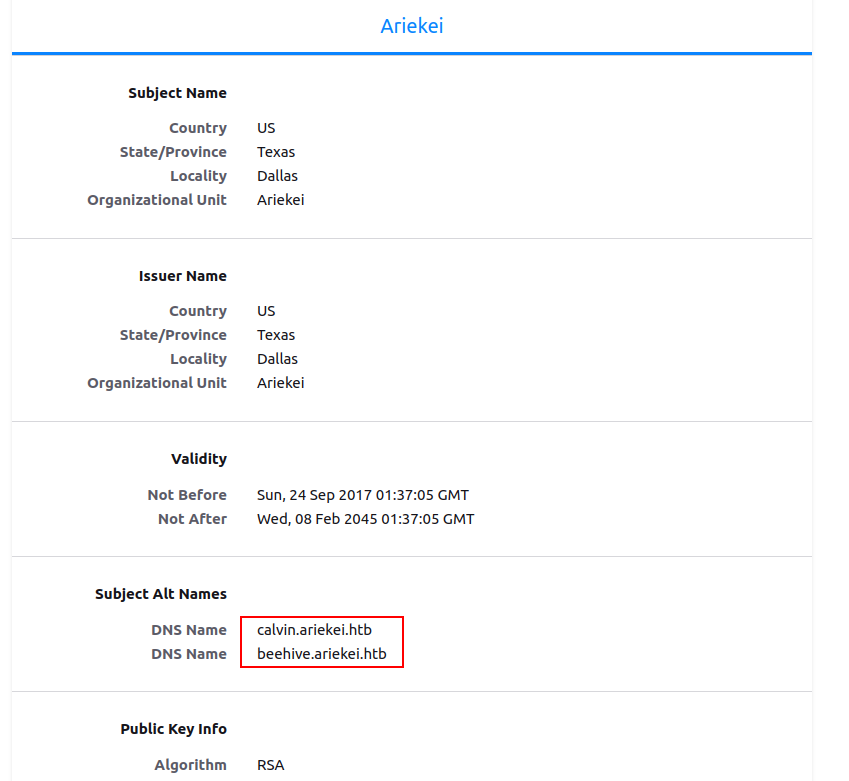 Ariekei
Subject Name
Country US
State/Province Texas
Locality Dallas
Organizational Unit Ariekei
Issuer Name
Country US
State/Province Texas
Locality Dallas
Organizational Unit Ariekei
Validity
Not Before Sun, 24 Sep 2017 01:37:05 GMT
Not After Wed, 08 Feb 2045 01:37:05 GMT
Subject Alt Names
DNS Name calvin.ariekei.htb
DNS Name beehive.ariekei.htb
Public Key Info
Algorithm RSA